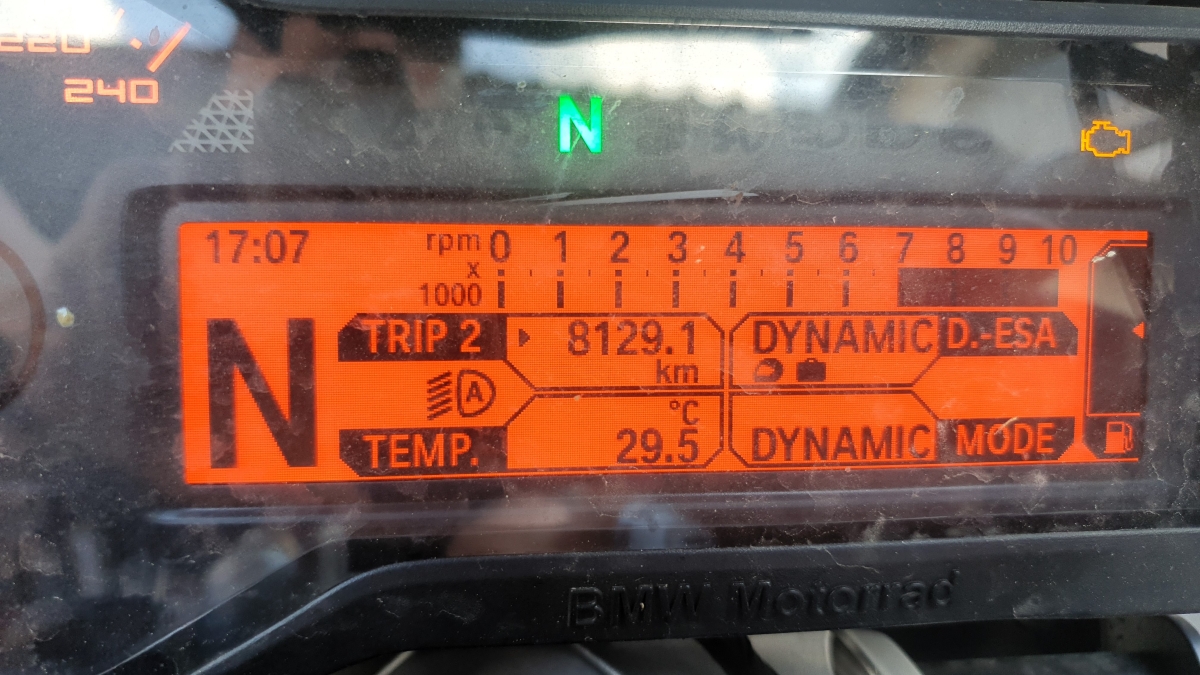 220
240
N
17:07
rpm 0 1 2 3 4 5 6 7 8 9 10
x
1000
N
TRIP 2 8129.1
km
DYNAMIC D.-ESA
A
°C
TEMP. 29.5
DYNAMIC MODE
BMW Motorrad